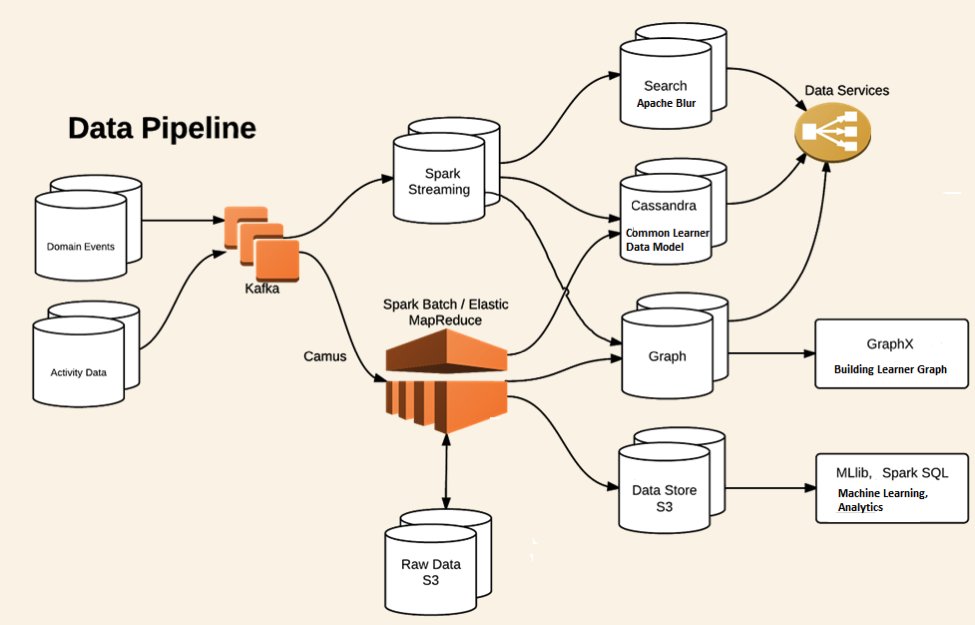 Data Pipeline
Domain Events
Activity Data
Kafka
Camus
Spark
Streaming
Spark Batch / Elastic
MapReduce
Raw Data
S3
Search
Apache Blur
Cassandra
Common Learner
Data Model
Graph
Data Store
S3
Data Services
GraphX
Building Learner Graph
MLlib, Spark SQL
Machine Learning,
Analytics